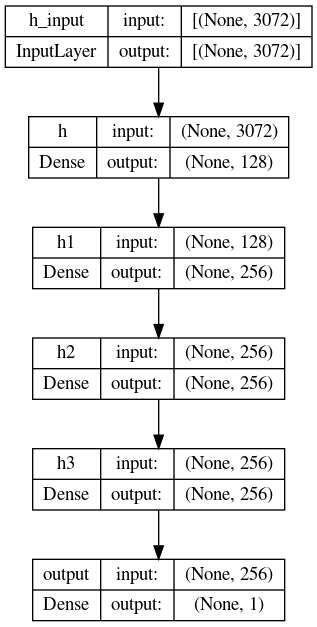 h_input input: [(None, 3072)]
InputLayer output: [(None, 3072)]
h input: (None, 3072)
Dense output: (None, 128)
h1 input: (None, 128)
Dense output: (None, 256)
h2 input: (None, 256)
Dense output: (None, 256)
h3 input: (None, 256)
Dense output: (None, 256)
output input: (None, 256)
Dense output: (None, 1)